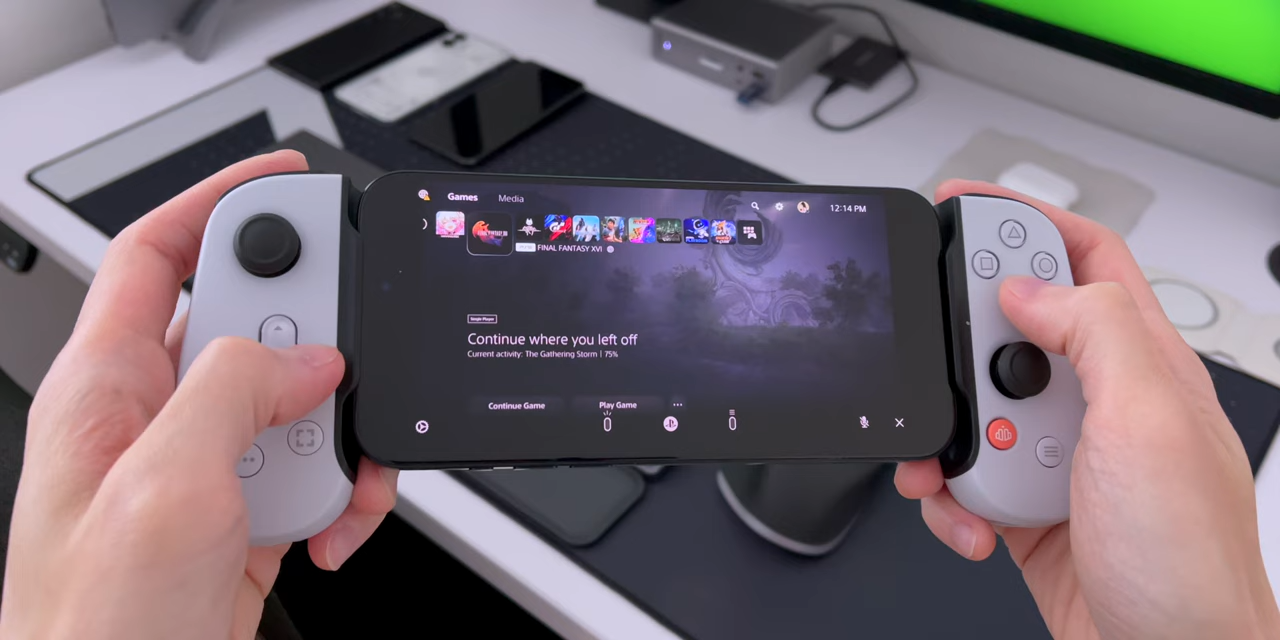 Games Media
12:14 PM
FINAL FANTASY XVI
Single Player
Continue where you left off
Current activity: The Gathering Storm | 75%
Continue Game Play Game